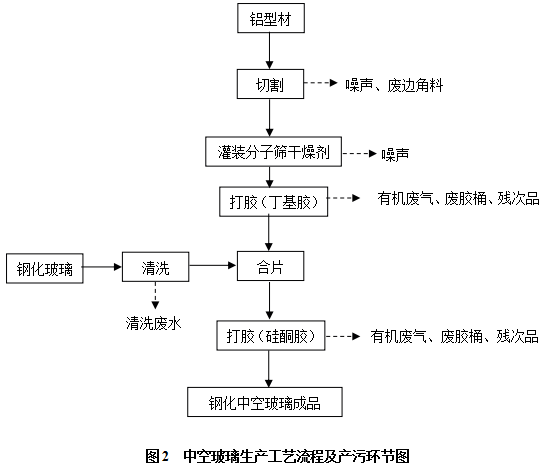 铝型材
切割
噪声、废边角料
灌装分子筛干燥剂
噪声
打胶（丁基胶）
有机废气、废胶桶、残次品
钢化玻璃
清洗
合片
清洗废水
打胶（硅酮胶）
有机废气、废胶桶、残次品
钢化中空玻璃成品
图2 中空玻璃生产工艺流程及产污环节图